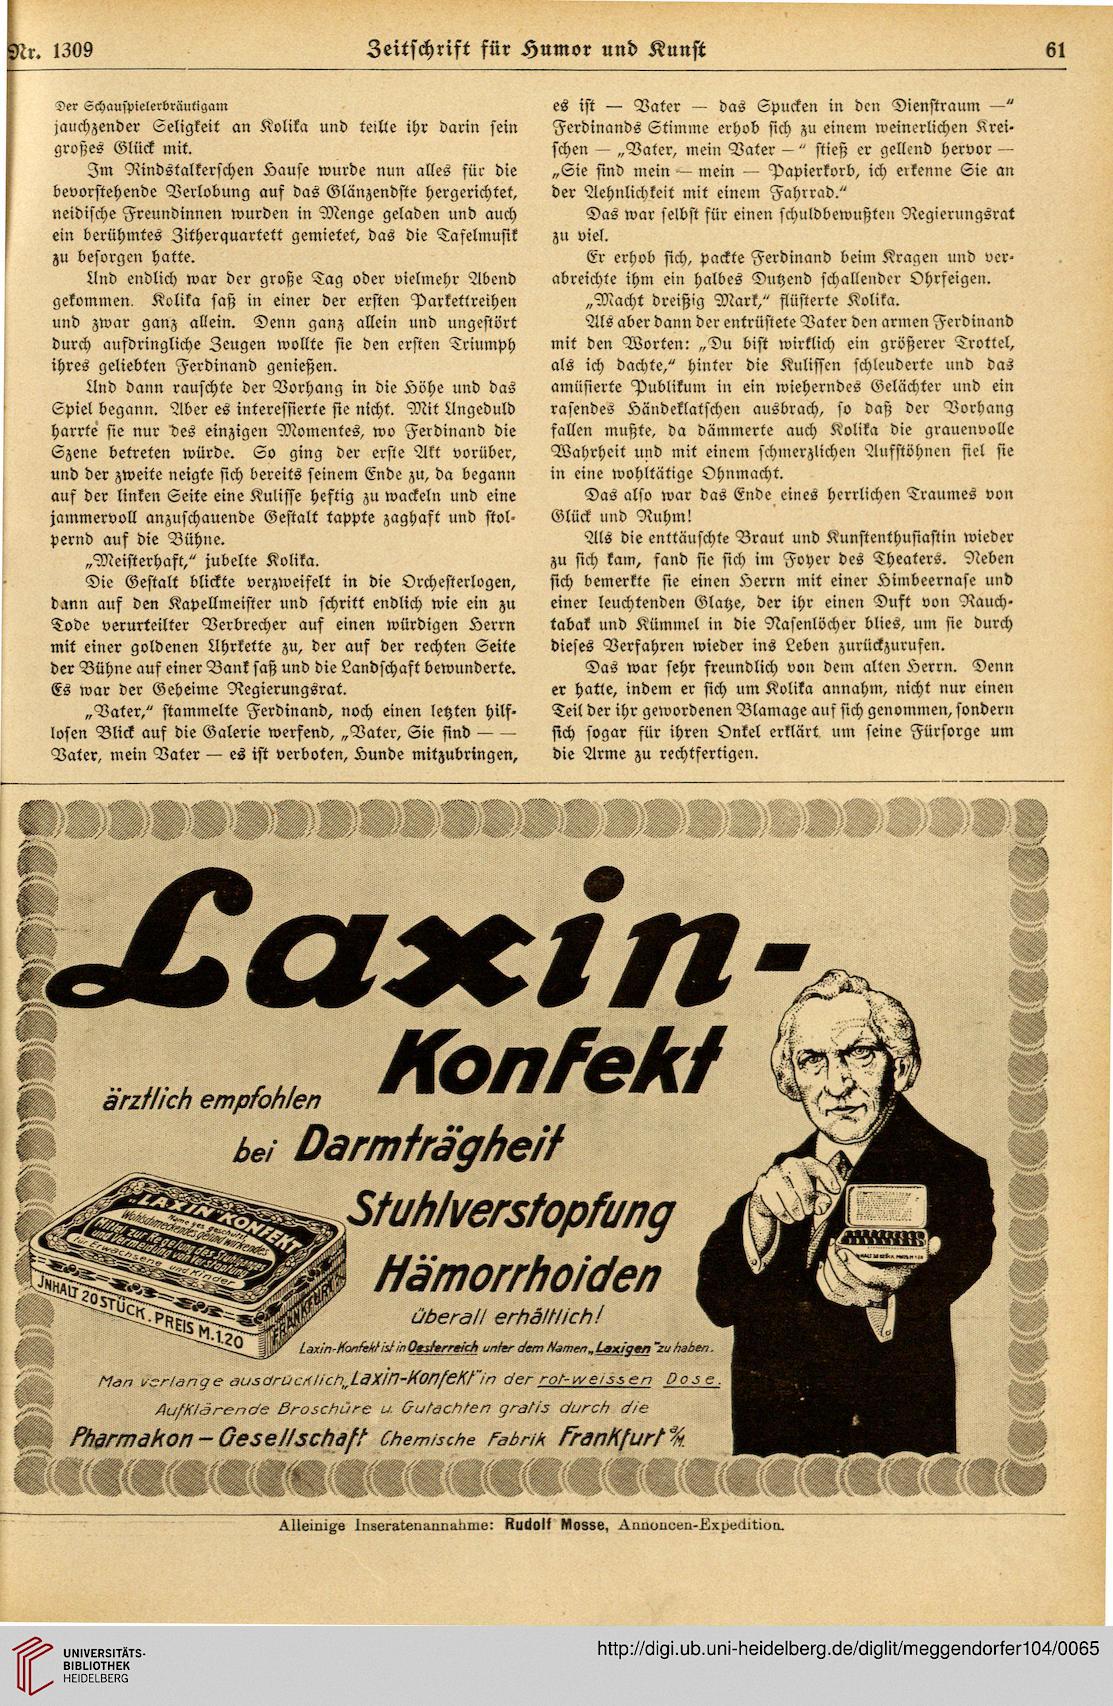 Nr. 1309
Zeitschrift für Humor und Kunst
61
Der Schauspielerbräutigam
jauchzender Seligkeit an Kolika und teilte ihr darin sein
großes Glück mit.
Im Rindstalkerschen Hause wurde nun alles für die
bevorstehende Verlobung auf das Glänzendste hergerichtet,
neidische Freundinnen wurden in Menge geladen und auch
ein berühmtes Zitherquartett gemietet, das die Tafelmusik
zu besorgen hatte.
Und endlich war der große Tag oder vielmehr Abend
gekommen. Kolika saß in einer der ersten Parkettreihen
und zwar ganz allein. Denn ganz allein und ungestört
durch aufdringliche Zeugen wollte sie den ersten Triumph
ihres geliebten Ferdinand genießen.
Und dann rauschte der Vorhang in die Höhe und das
Spiel begann. Aber es interessierte sie nicht. Mit Ungeduld
harrte sie nur des einzigen Momentes, wo Ferdinand die
Szene betreten würde. So ging der erste Akt vorüber,
und der zweite neigte sich bereits seinem Ende zu, da begann
auf der linken Seite eine Kulisse heftig zu wackeln und eine
jammervoll anzuschauende Gestalt tappte zaghaft und stol-
pernd auf die Bühne.
„Meisterhaft,“ jubelte Kolika.
Die Gestalt blickte verzweifelt in die Orchesterlogen,
dann auf den Kapellmeister und schritt endlich wie ein zu
Tode verurteilter Verbrecher auf einen würdigen Herrn
mit einer goldenen Uhrkette zu, der auf der rechten Seite
der Bühne auf einer Bank saß und die Landschaft bewunderte.
Es war der Geheime Regierungsrat.
„Vater,“ stammelte Ferdinand, noch einen letzten hilf-
losen Blick auf die Galerie werfend, „Vater, Sie sind — —
Vater, mein Vater — es ist verboten, Hunde mitzubringen,
es ist — Vater — das Spucken in den Dienstraum —“
Ferdinands Stimme erhob sich zu einem weinerlichen Krei-
schen — „Vater, mein Vater —“ stieß er gellend hervor —
„Sie sind mein — mein — Papierkorb, ich erkenne Sie an
der Aehnlichkeit mit einem Fahrrad.“
Das war selbst für einen schuldbewußten Regierungsrat
zu viel.
Er erhob sich, packte Ferdinand beim Kragen und ver-
abreichte ihm ein halbes Dutzend schallender Ohrfeigen.
„Macht dreißig Mark,“ flüsterte Kolika.
Als aber dann der entrüstete Vater den armen Ferdinand
mit den Worten: „Du bist wirklich ein größerer Trottel,
als ich dachte,“ hinter die Kulissen schleuderte und das
amüsierte Publikum in ein wieherndes Gelächter und ein
rasendes Händeklatschen ausbrach, so daß der Vorhang
fallen mußte, da dämmerte auch Kolika die grauenvolle
Wahrheit und mit einem schmerzlichen Aufstöhnen fiel sie
in eine wohltätige Ohnmacht.
Das also war das Ende eines herrlichen Traumes von
Glück und Ruhm!
Als die enttäuschte Braut und Kunstenthusiastin wieder
zu sich kam, fand sie sich im Foyer des Theaters. Neben
sich bemerkte sie einen Herrn mit einer Himbeernase und
einer leuchtenden Glatze, der ihr einen Duft von Rauch-
tabak und Kümmel in die Nasenlöcher blies, um sie durch
dieses Verfahren wieder ins Leben zurückzurufen.
Das war sehr freundlich von dem alten Herrn. Denn
er hatte, indem er sich um Kolika annahm, nicht nur einen
Teil der ihr gewordenen Blamage auf sich genommen, sondern
sich sogar für ihren Onkel erklärt um seine Fürsorge um
die Arme zu rechtfertigen.
Laxin-
Konfekt
ärztlich empfohlen
bei Darmträgheit
Stuhlverstopfung
Hämorrhoiden
überall erhältlich!
„LAXIN KONFEKT
Name ges. geschützt
Wohlschmeckendes gelind wirkendes
Mittel zur Regelung des Stuhlganges
und Vermeidung von Verstopfung
für Erwachsene und Kinder
INHALT 20 STÜCK. PREIS M.1.20
FRANKFURT
Laxin-Konfekt ist in Oesterreich unter dem Namen „Laxigen“ zu haben.
Man verlange ausdrücklich „Laxin-Konfekt“ in der rot-weissen Dose.
Aufklärende Broschüre u. Gutachten gratis durch die
Pharmakon - Gesellschaft Chemische Fabrik Frankfurt a/M.
Alleinige Inseratenannahme: Rudolf Mosse, Annoncen-Expedition.
UNIVERSITÄTS-
BIBLIOTHEK
HEIDELBERG
http://digi.ub.uni-heidelberg.de/diglit/meggendorfer104/0065